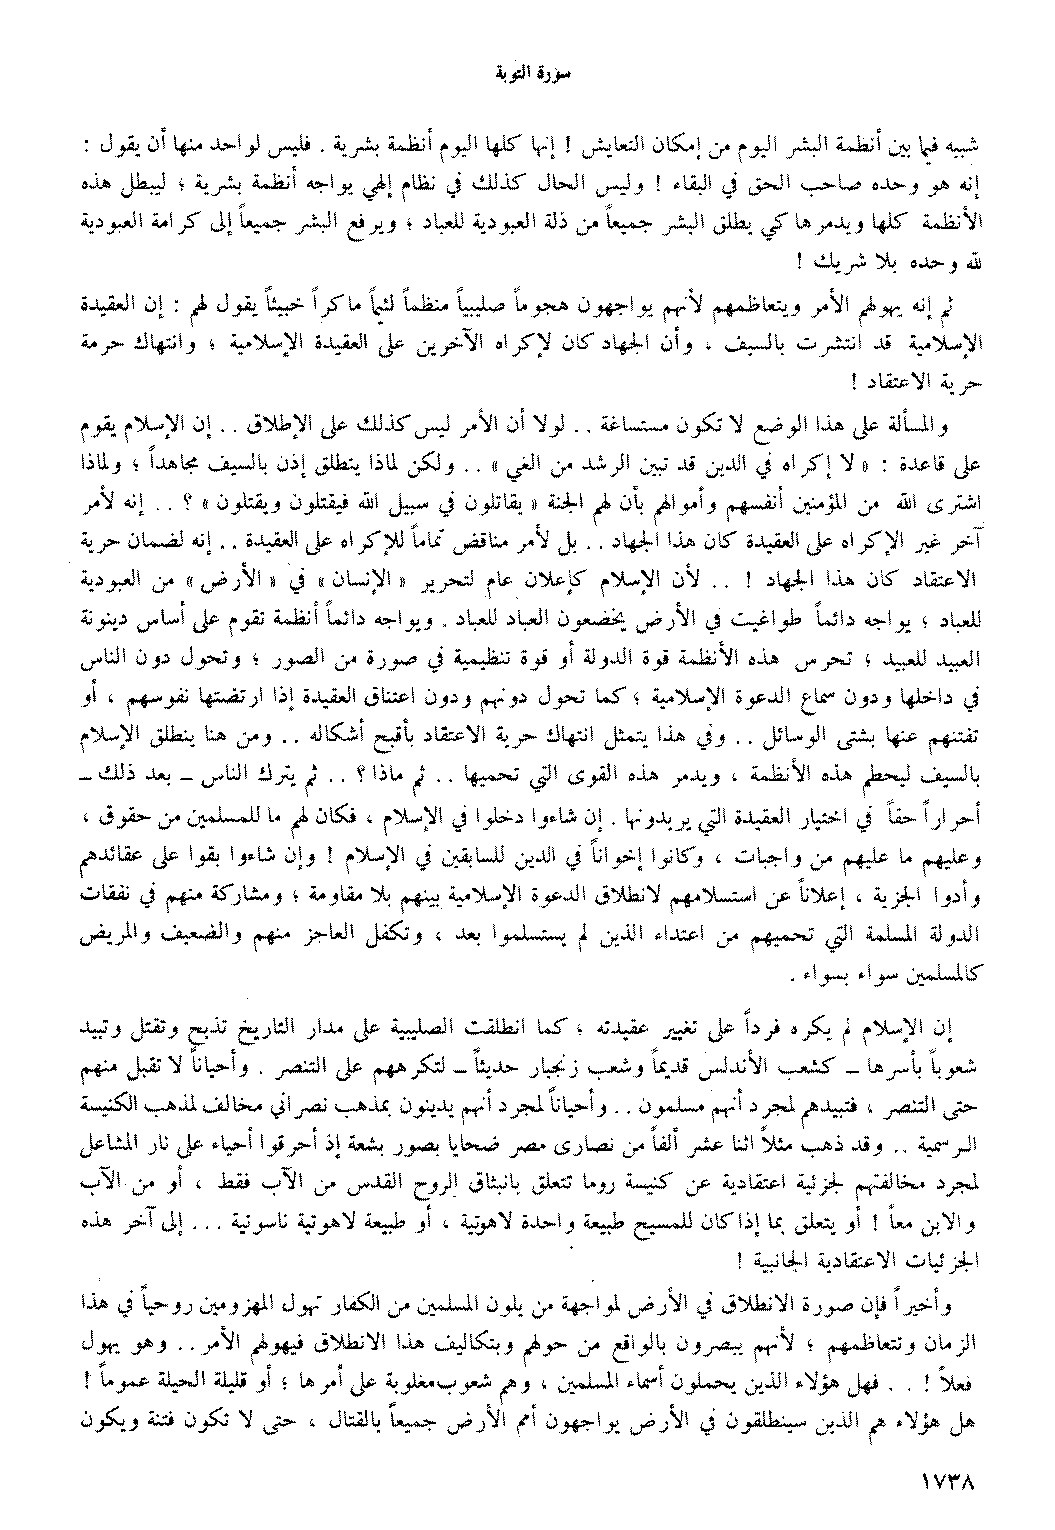 سورة التوبة
شبيه فيما بين أنظمة البشر اليوم من إمكان التعايش ! إنها كلها اليوم أنظمة بشرية . فليس لواحد منها أن يقول :
إنه هو وحده صاحب الحق في البقاء ! وليس الحال كذلك في نظام إلهي يواجه أنظمة بشرية ؛ ليبطل هذه
الأنظمة كلها ويدمرها كي يطلق البشر جميعاً من ذلة العبودية للعباد ؛ ويرفع البشر جميعاً إلى كرامة العبودية
لله وحده بلا شريك !
ثم إنه يهولهم الأمر ويتعاظمهم لأنهم يواجهون هجوماً صليبياً منظماً لئيماً ماكراً خبيثاً يقول لهم : إن العقيدة
الإسلامية قد انتشرت بالسيف ، وأن الجهاد كان لإكراه الآخرين على العقيدة الإسلامية ؛ وانتهاك حرمة
حرية الاعتقاد !
والمسألة على هذا الوضع لا تكون مستساغة .. لولا أن الأمر ليس كذلك على الإطلاق .. إن الإسلام يقوم
على قاعدة : « لا إكراه في الدين قد تبين الرشد من الغي » .. ولكن لماذا ينطلق إذن بالسيف مجاهداً ؛ ولماذا
اشترى الله من المؤمنين أنفسهم وأموالهم بأن لهم الجنة « يقاتلون في سبيل الله فيقتلون ويقتلون » ؟ .. إنه لأمر
آخر غير الإكراه على العقيدة كان هذا الجهاد .. بل لأمر مناقض تماماً للإكراه على العقيدة .. إنه لضمان حرية
الاعتقاد كان هذا الجهاد ! .. لأن الإسلام كإعلان عام لتحرير « الإنسان » في « الأرض » من العبودية
للعباد ؛ يواجه دائماً طواغيت في الأرض يخضعون العباد للعباد . ويواجه دائماً أنظمة تقوم على أساس دينونة
العبيد للعبيد ؛ تحرس هذه الأنظمة قوة الدولة أو قوة تنظيمية في صورة من الصور ؛ وتحول دون الناس
في داخلها ودون سماع الدعوة الإسلامية ؛ كما تحول دونهم ودون اعتناق العقيدة إذا ارتضتها نفوسهم ، أو
تفتنهم عنها بشتى الوسائل .. وفي هذا يتمثل انتهاك حرية الاعتقاد بأقبح أشكاله .. ومن هنا ينطلق الإسلام
بالسيف ليحطم هذه الأنظمة ، ويدمر هذه القوى التي تحميها .. ثم ماذا ؟ .. ثم يترك الناس – بعد ذلك –
أحراراً حقاً في اختيار العقيدة التي يريدونها . إن شاءوا دخلوا في الإسلام ، فكان لهم ما للمسلمين من حقوق ،
وعليهم ما عليهم من واجبات ، وكانوا إخواناً في الدين للسابقين في الإسلام ! وإن شاءوا بقوا على عقائدهم
وأدوا الجزية ، إعلاناً عن استسلامهم لانطلاق الدعوة الإسلامية بينهم بلا مقاومة ؛ ومشاركة منهم في نفقات
الدولة المسلمة التي تحميهم من اعتداء الذين لم يستسلموا بعد ، وتكفل العاجز منهم والضعيف والمريض
كالمسلمين سواء بسواء .
إن الإسلام لم يكره فرداً على تغيير عقيدته ؛ كما انطلقت الصليبية على مدار التاريخ تذبح وتقتل وتبيد
شعوباً بأسرها – كشعب الأندلس قديماً وشعب زنجبار حديثاً – لتكرههم على التنصر . وأحياناً لا تقبل منهم
حتى التنصر ، فتبيدهم لمجرد أنهم مسلمون .. وأحياناً لمجرد أنهم يدينون بمذهب نصراني مخالف لمذهب الكنيسة
الرسمية .. وقد ذهب مثلاً اثنا عشر ألفاً من نصارى مصر ضحايا بصور بشعة إذ أحرقوا أحياء على نار المشاعل
لمجرد مخالفتهم لجزئية اعتقادية عن كنيسة روما تتعلق بانبثاق الروح القدس من الآب فقط ، أو من الآب
والابن معاً ! أو يتعلق بما إذا كان للمسيح طبيعة واحدة لاهوتية ، أو طبيعة لاهوتية ناسوتية ... إلى آخر هذه
الجزئيات الاعتقادية الجانبية !
وأخيراً فإن صورة الانطلاق في الأرض لمواجهة من يلون المسلمين من الكفار تهول المهزومين روحياً في هذا
الزمان وتتعاظمهم ؛ لأنهم يبصرون بالواقع من حولهم وبتكاليف هذا الانطلاق فيهولهم الأمر .. وهو يهول
فعلاً ! .. فهل هؤلاء الذين يحملون أسماء المسلمين ، وهم شعوب مغلوبة على أمرها ؛ أو قليلة الحيلة عموماً !
هل هؤلاء هم الذين سينطلقون في الأرض يواجهون أمم الأرض جميعاً بالقتال ، حتى لا تكون فتنة ويكون
١٧٣٨